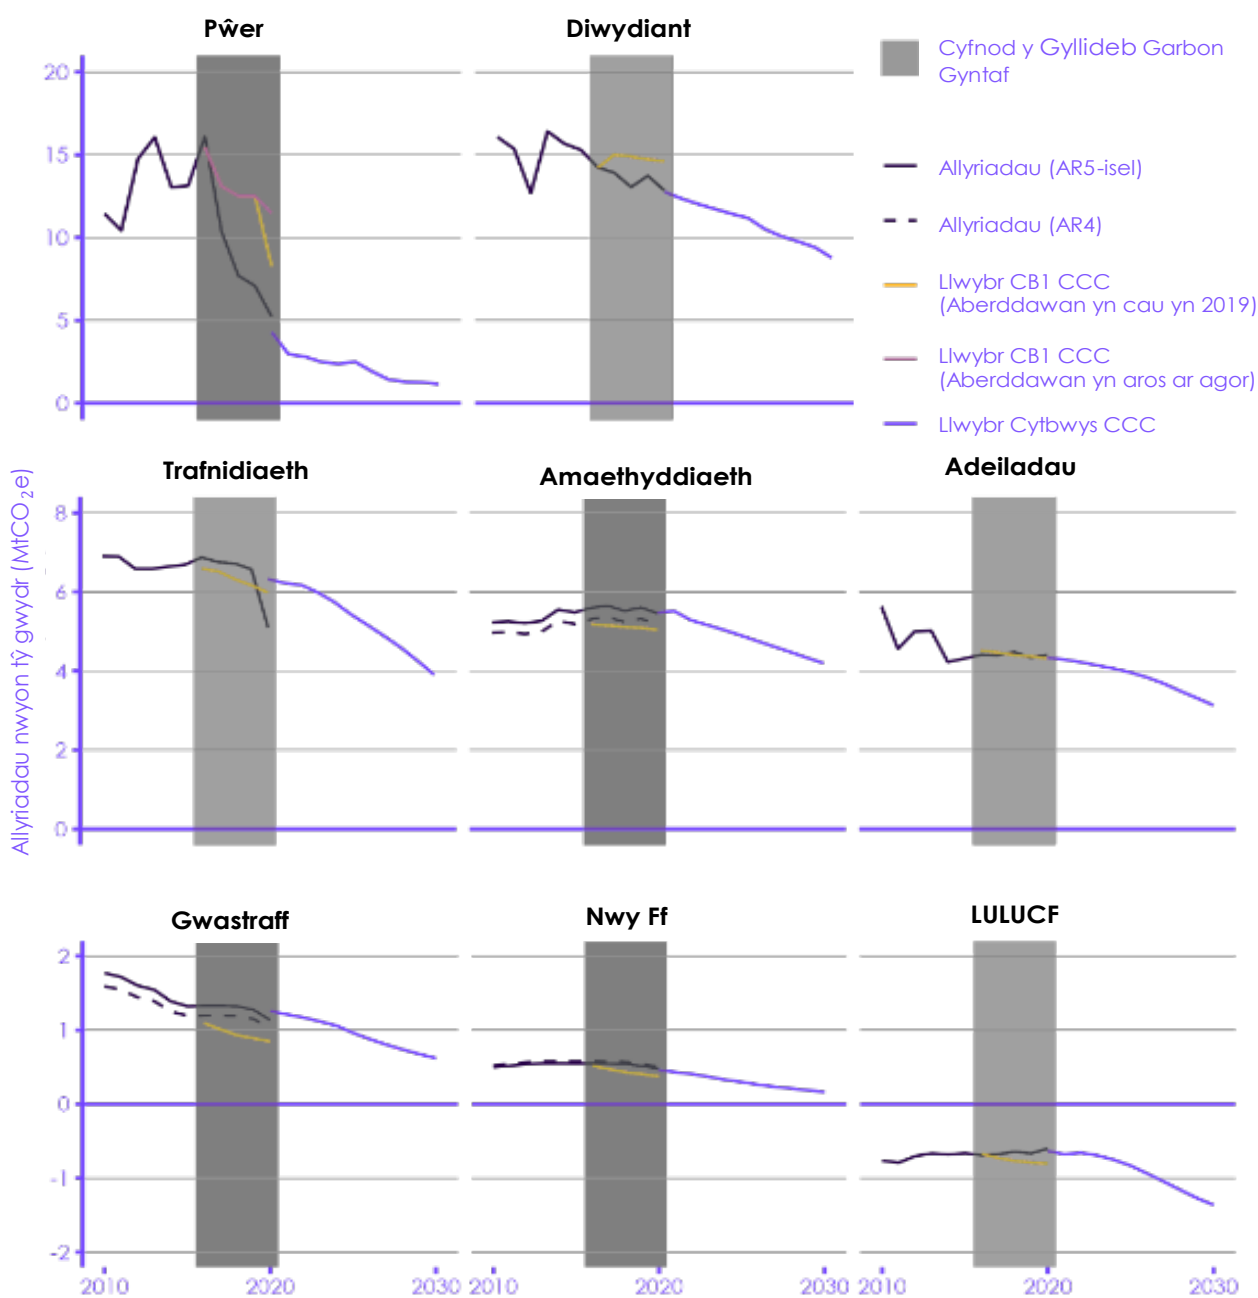 Pŵer
Diwydiant
20
15
10
5
0
Cyfnod y Gyllideb Garbon
Gyntaf
Allyriadau (AR5-isel)
Allyriadau (AR4)
Llwybr CB1 CCC
(Aberddawan yn cau yn 2019)
Llwybr CB1 CCC
(Aberddawan yn aros ar agor)
Llwybr Cytbwys CCC
Allyriadau nwyon tŷ gwydr (MtCO2e)
Trafnidiaeth
Amaethyddiaeth
Adeiladau
8
6
4
2
0
Gwastraff
Nwy Ff
LULUCF
2
1
0
-1
-2
2010 2020 2030 2010 2020 2030 2010 2020 2030